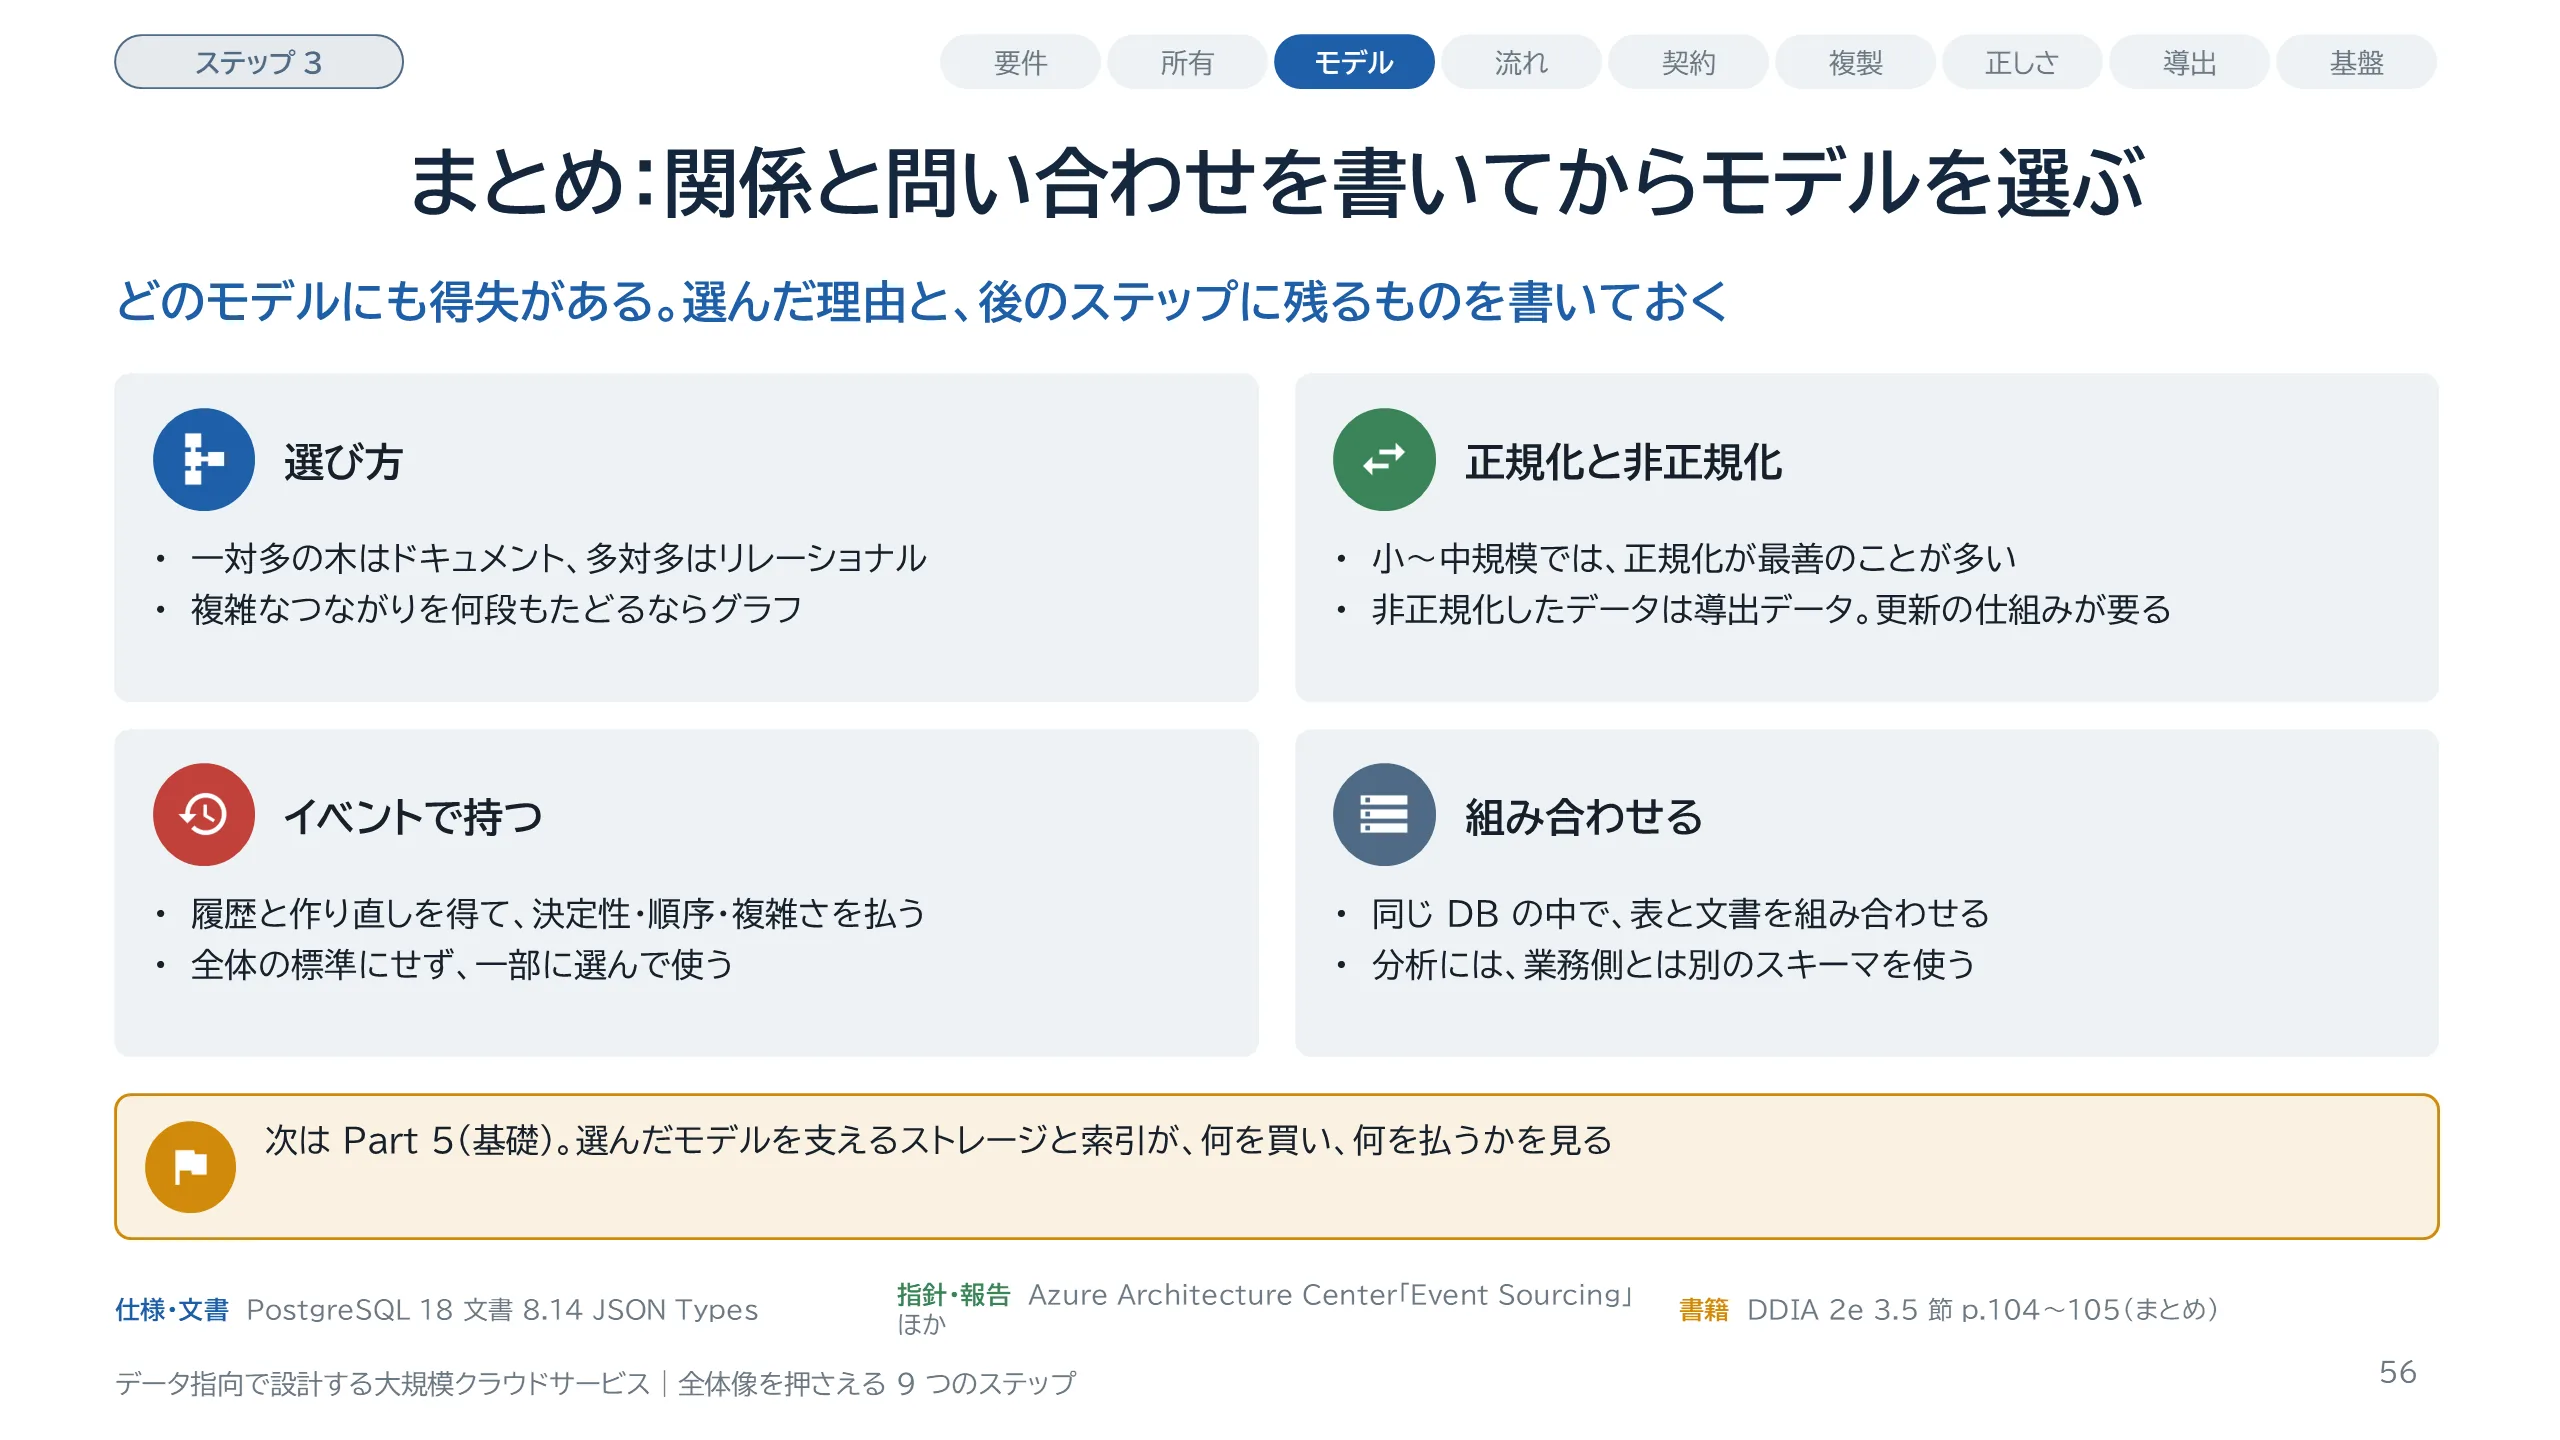 ステップ 3
要件
所有
モデル
流れ
契約
複製
正しさ
導出
基盤
まとめ：関係と問い合わせを書いてからモデルを選ぶ
どのモデルにも得失がある。選んだ理由と、後のステップに残るものを書いておく
選び方
・ 一対多の木はドキュメント、多対多はリレーショナル
・ 複雑なつながりを何段もたどるならグラフ
正規化と非正規化
・ 小〜中規模では、正規化が最善のことが多い
・ 非正規化したデータは導出データ。更新の仕組みが要る
イベントで持つ
・ 履歴と作り直しを得て、決定性・順序・複雑さを払う
・ 全体の標準にせず、一部に選んで使う
組み合わせる
・ 同じ DB の中で、表と文書を組み合わせる
・ 分析には、業務側とは別のスキーマを使う
次は Part 5（基礎）。選んだモデルを支えるストレージと索引が、何を買い、何を払うかを見る
仕様・文書 PostgreSQL 18 文書 8.14 JSON Types
指針・報告 Azure Architecture Center「Event Sourcing」
ほか
書籍 DDIA 2e 3.5 節 p.104〜105（まとめ）
データ指向で設計する大規模クラウドサービス｜全体像を押さえる 9 つのステップ
56